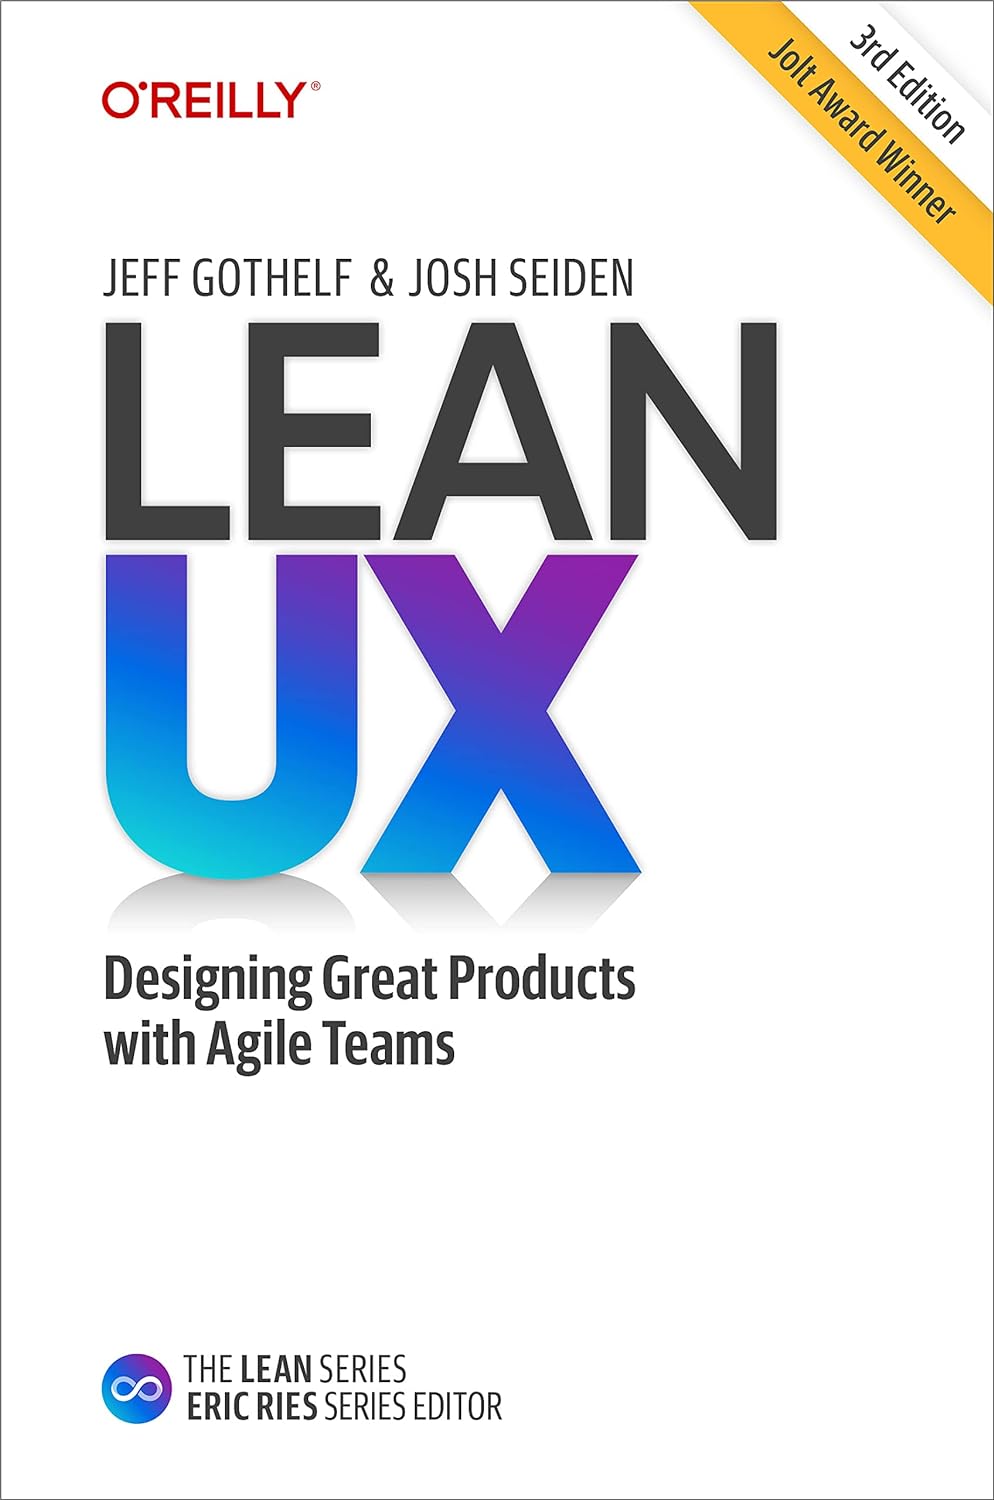 O'REILLY®
3rd Edition
Jolt Award Winner
JEFF GOTHELF & JOSH SEIDEN
LEAN
UX
Designing Great Products
with Agile Teams
THE LEAN SERIES
ERIC RIES SERIES EDITOR